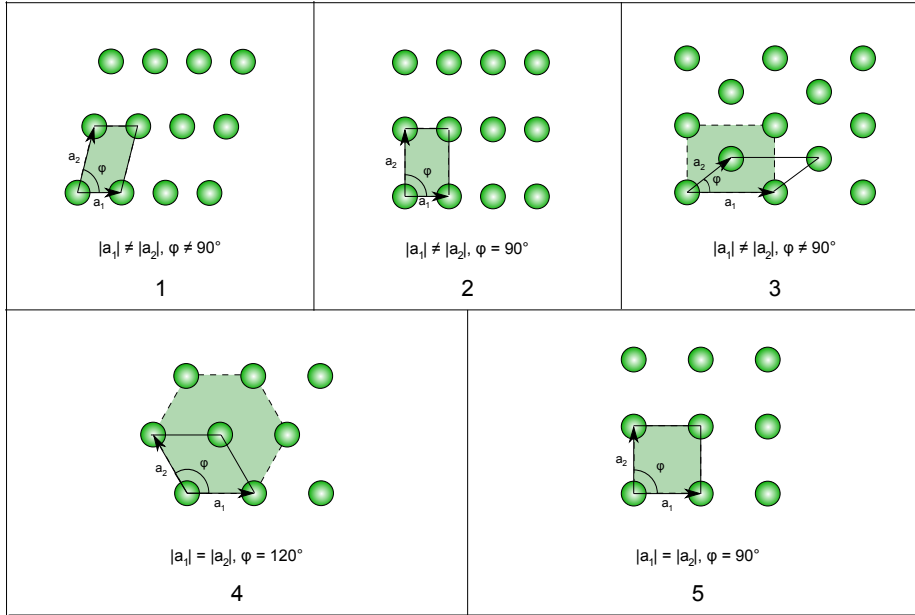 a₂
φ
a₁
|a₁| ≠ |a₂|, φ ≠ 90°
1
a₂
φ
a₁
|a₁| ≠ |a₂|, φ = 90°
2
a₂
φ
a₁
|a₁| ≠ |a₂|, φ ≠ 90°
3
a₂
φ
a₁
|a₁| = |a₂|, φ = 120°
4
a₂
φ
a₁
|a₁| = |a₂|, φ = 90°
5